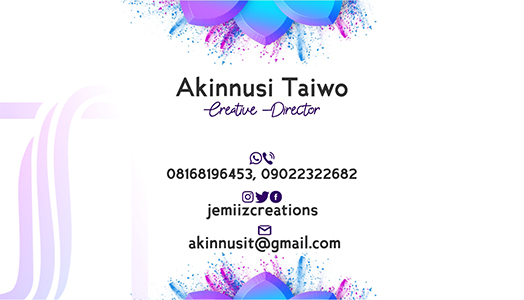 Akinnusi Taiwo
Creative Director
08168196453, 09022322682
jemiizcreations
akinnusit@gmail.com